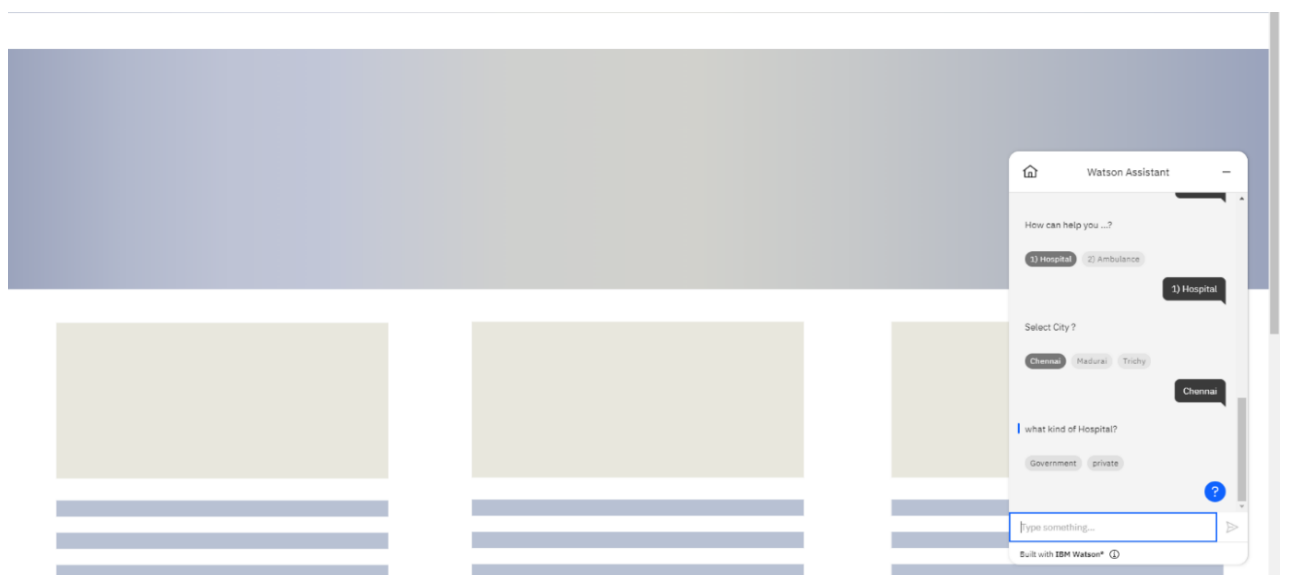 Watson Assistant
How can help you ...?
1) Hospital 2) Ambulance
1) Hospital
Select City ?
Chennai Madurai Trichy
Chennai
what kind of Hospital?
Government private
?
Type something...
Built with IBM Watson®